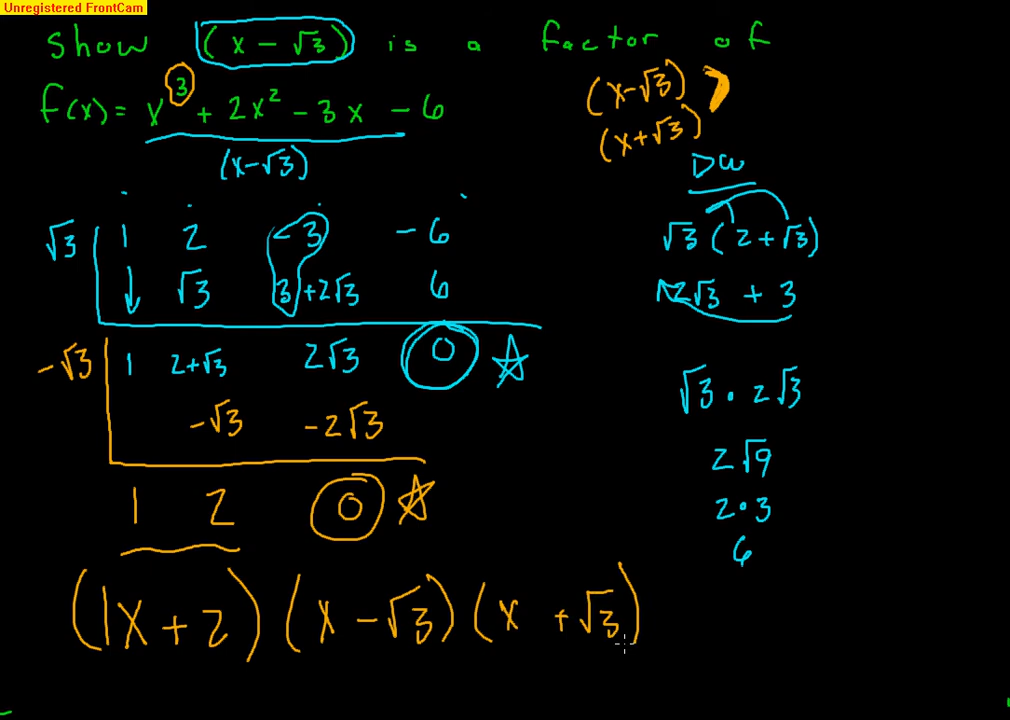 Unregistered FrontCam
show (x - √3) is a factor of
f(x) = x³ + 2x² - 3x - 6
(x-√3)
(x-√3)
(x+√3)
DW
√3 1 2 -3 -6
√3 3+2√3 6
-√3 1 2+√3 2√3 0 ☆
-√3 -2√3
1 2 0 ☆
√3 (2 + √3)
2√3 + 3
√3 · 2√3
2√9
2·3
6
(1x + 2) (x - √3) (x + √3)